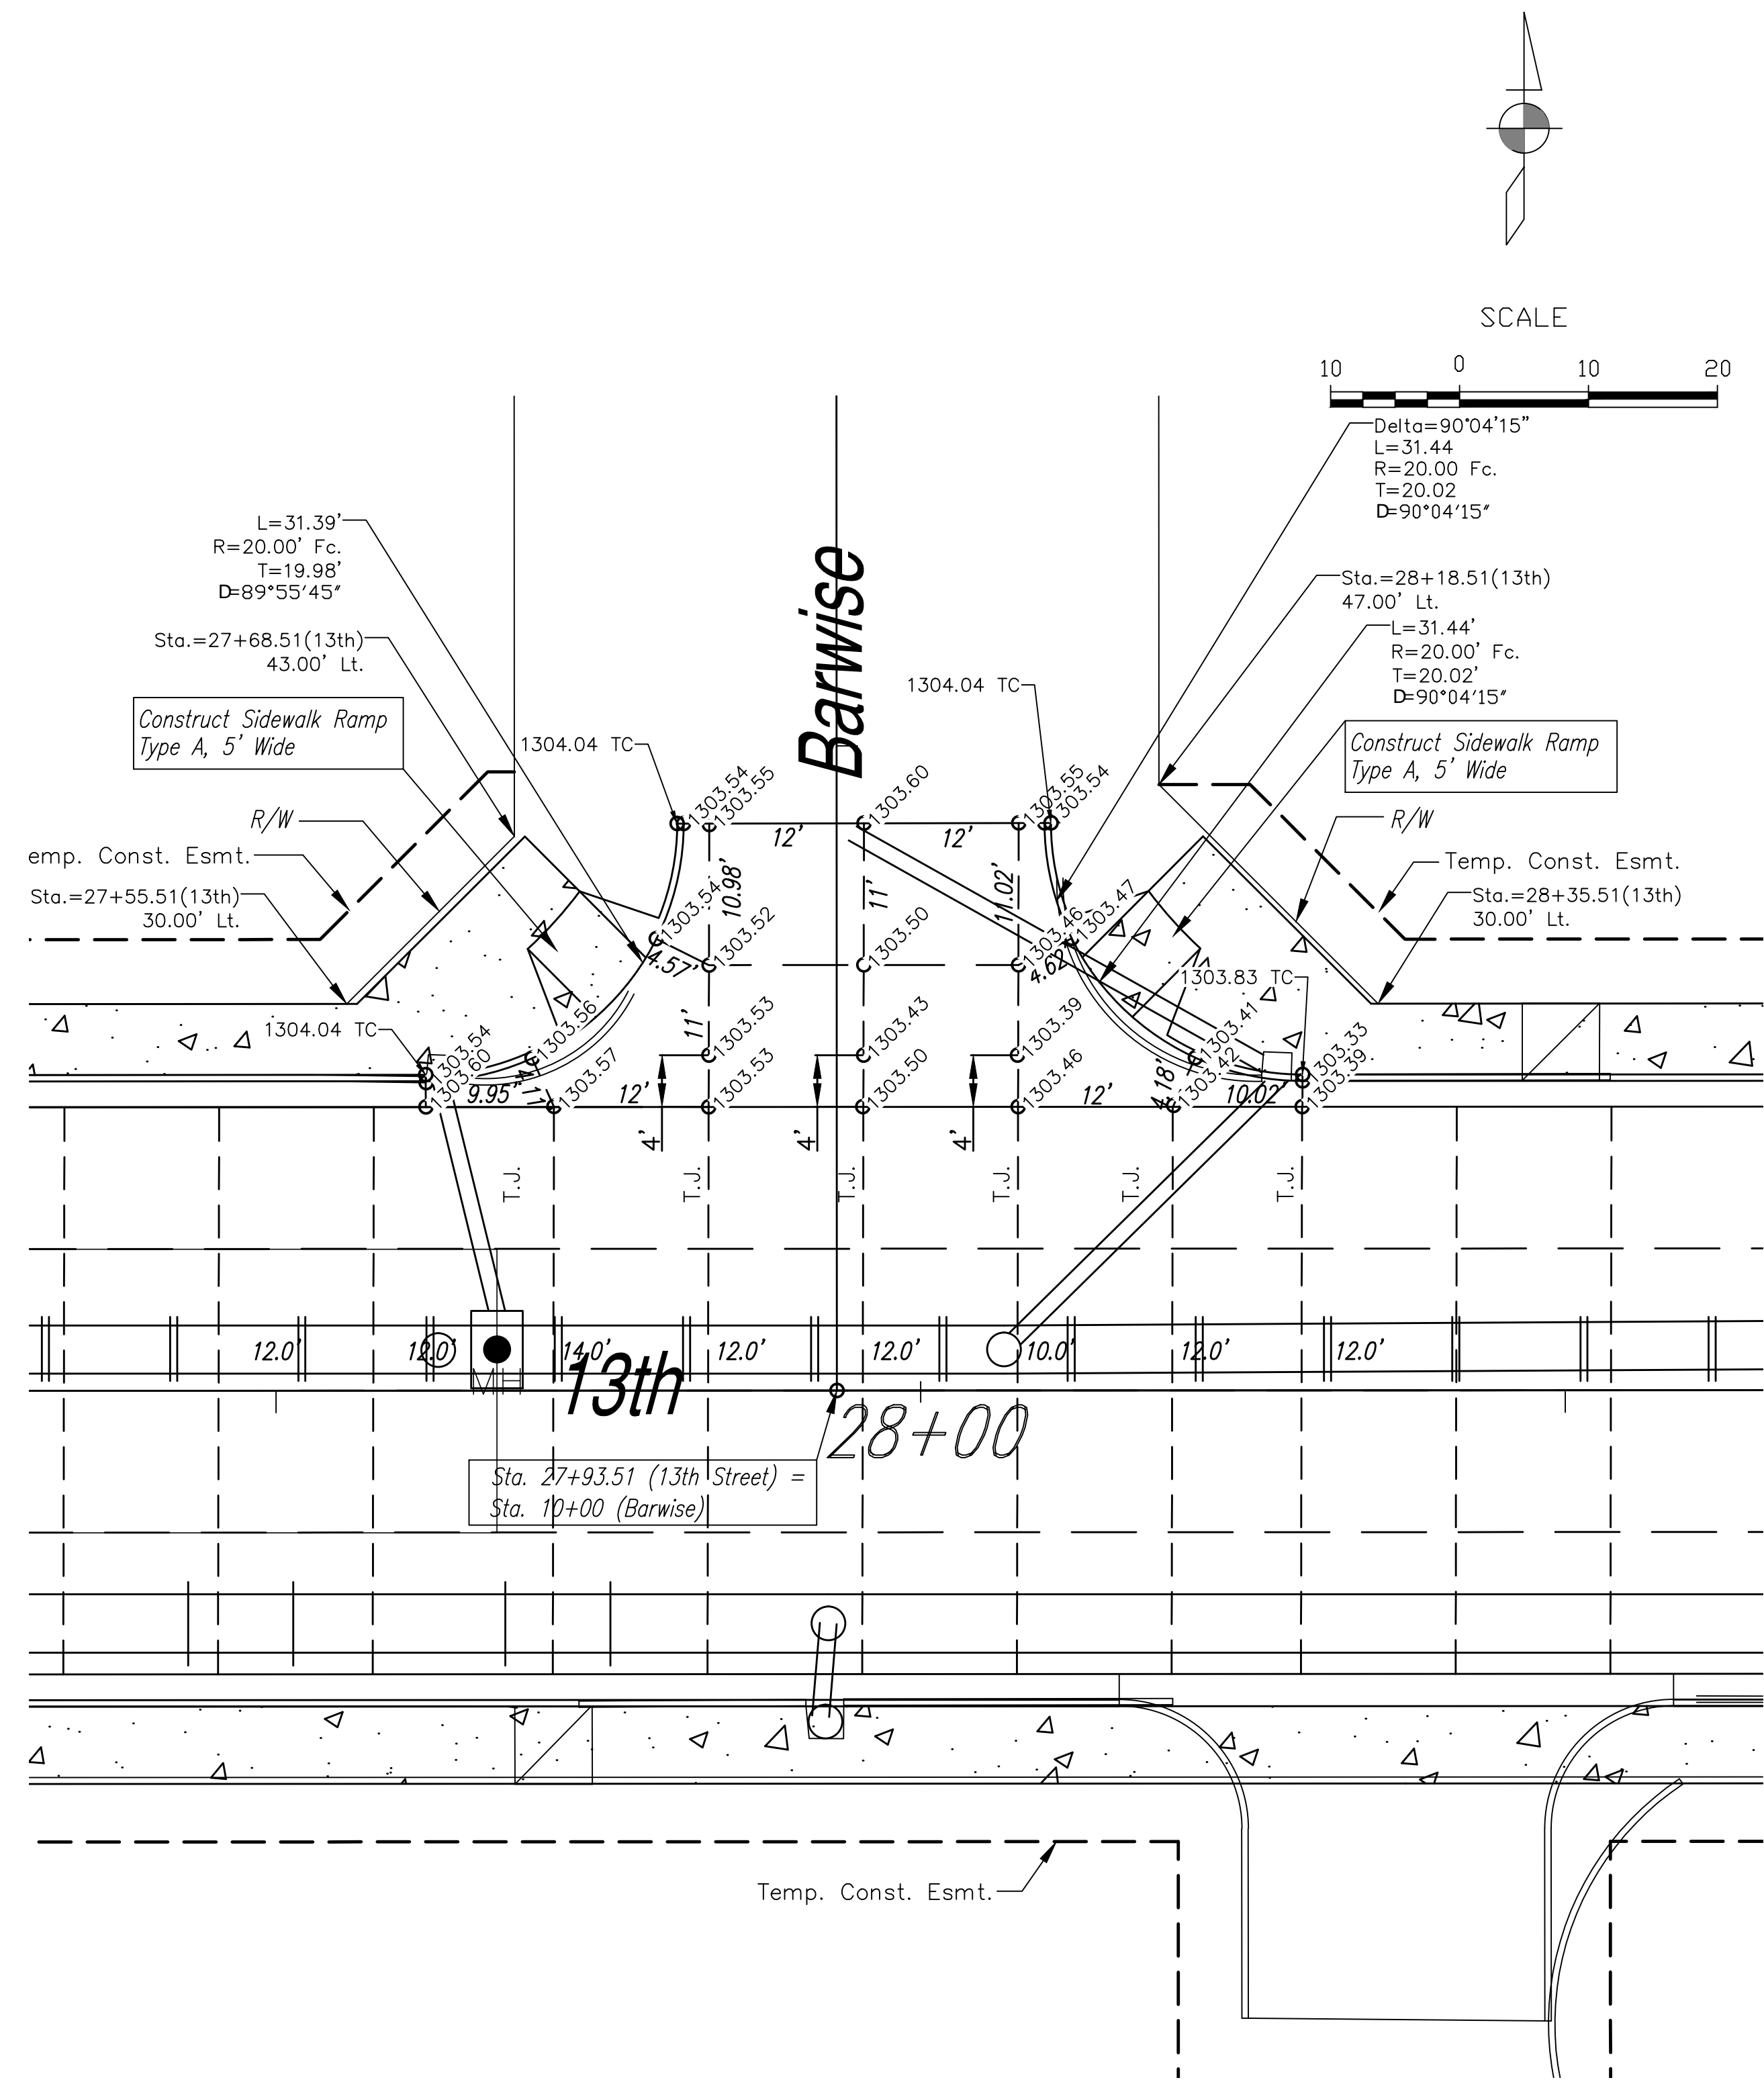 SCALE
10 0 10 20
Delta=90°04'15"
L=31.44
R=20.00 Fc.
T=20.02
D=90°04'15"
L=31.39'
R=20.00' Fc.
T=19.98'
D=89°55'45"
Sta.=28+18.51(13th)
47.00' Lt.
L=31.44'
R=20.00' Fc.
T=20.02'
D=90°04'15"
Sta.=27+68.51(13th)
43.00' Lt.
Barwise
1304.04 TC
Construct Sidewalk Ramp
Type A, 5' Wide
1304.04 TC
Construct Sidewalk Ramp
Type A, 5' Wide
1303.54
1303.55
1303.60
1303.55
1303.54
12'
12'
R/W
R/W
emp. Const. Esmt.
Temp. Const. Esmt.
Sta.=27+55.51(13th)
30.00' Lt.
Sta.=28+35.51(13th)
30.00' Lt.
1303.54
10.98'
11'
11.02'
1303.47
1303.46
4.57'
1303.52
1303.50
4.62'
1303.83 TC
1304.04 TC
1303.54
1303.60
1303.56
1303.57
11'
1303.53
1303.43
1303.39
1303.41
1303.42
1303.33
1303.39
9.95'
4.11'
12'
1303.53
1303.50
1303.46
12'
4.18'
10.02'
4'
4'
4'
T.J.
T.J.
T.J.
T.J.
T.J.
T.J.
12.0'
12.0'
14.0'
12.0'
12.0'
10.0'
12.0'
12.0'
MH
13th
28+00
Sta. 27+93.51 (13th Street) =
Sta. 10+00 (Barwise)
Temp. Const. Esmt.